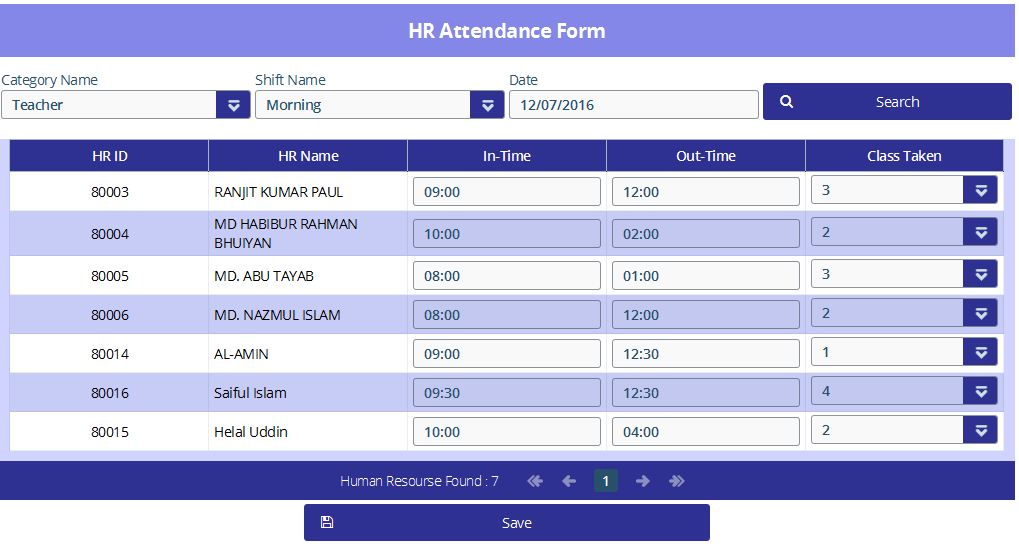 HR Attendance Form
Category Name Shift Name Date
Teacher Morning 12/07/2016 Search
HR ID HR Name In-Time Out-Time Class Taken
80003 RANJIT KUMAR PAUL 09:00 12:00 3
80004 MD HABIBUR RAHMAN 10:00 02:00 2
BHUIYAN
80005 MD. ABU TAYAB 08:00 01:00 3
80006 MD. NAZMUL ISLAM 08:00 12:00 2
80014 AL-AMIN 09:00 12:30 1
80016 Saiful Islam 09:30 12:30 4
80015 Helal Uddin 10:00 04:00 2
Human Resourse Found : 7 1
Save